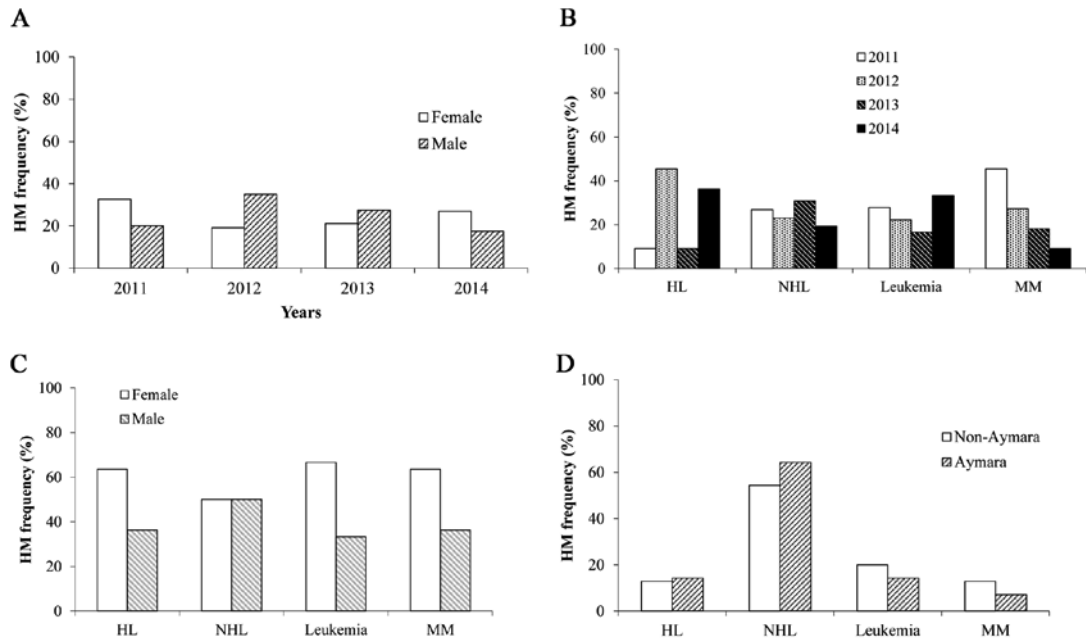 A
HM frequency (%)
100
80
60
40
20
0
Female
Male
2011 2012 2013 2014
Years
B
HM frequency (%)
100
80
60
40
20
0
2011
2012
2013
2014
HL NHL Leukemia MM
C
HM frequency (%)
100
80
60
40
20
0
Female
Male
HL NHL Leukemia MM
D
HM frequency (%)
100
80
60
40
20
0
Non-Aymara
Aymara
HL NHL Leukemia MM